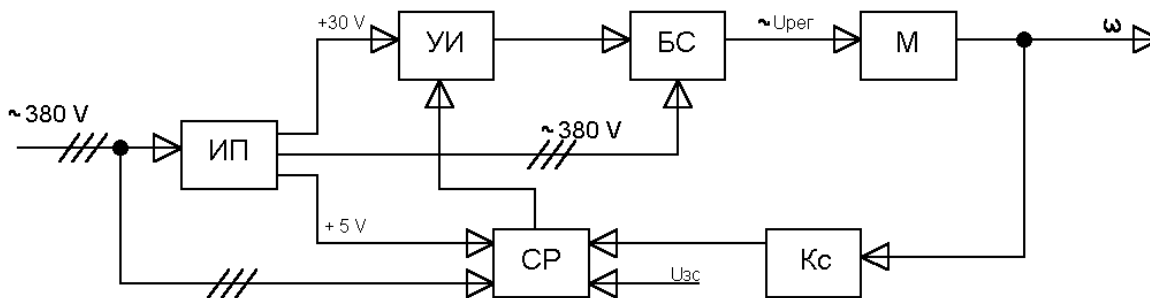 +30 V
УИ
БС
~Uрег
М
ω
~380 V
ИП
~380 V
+ 5 V
СР
Uзс
Кс